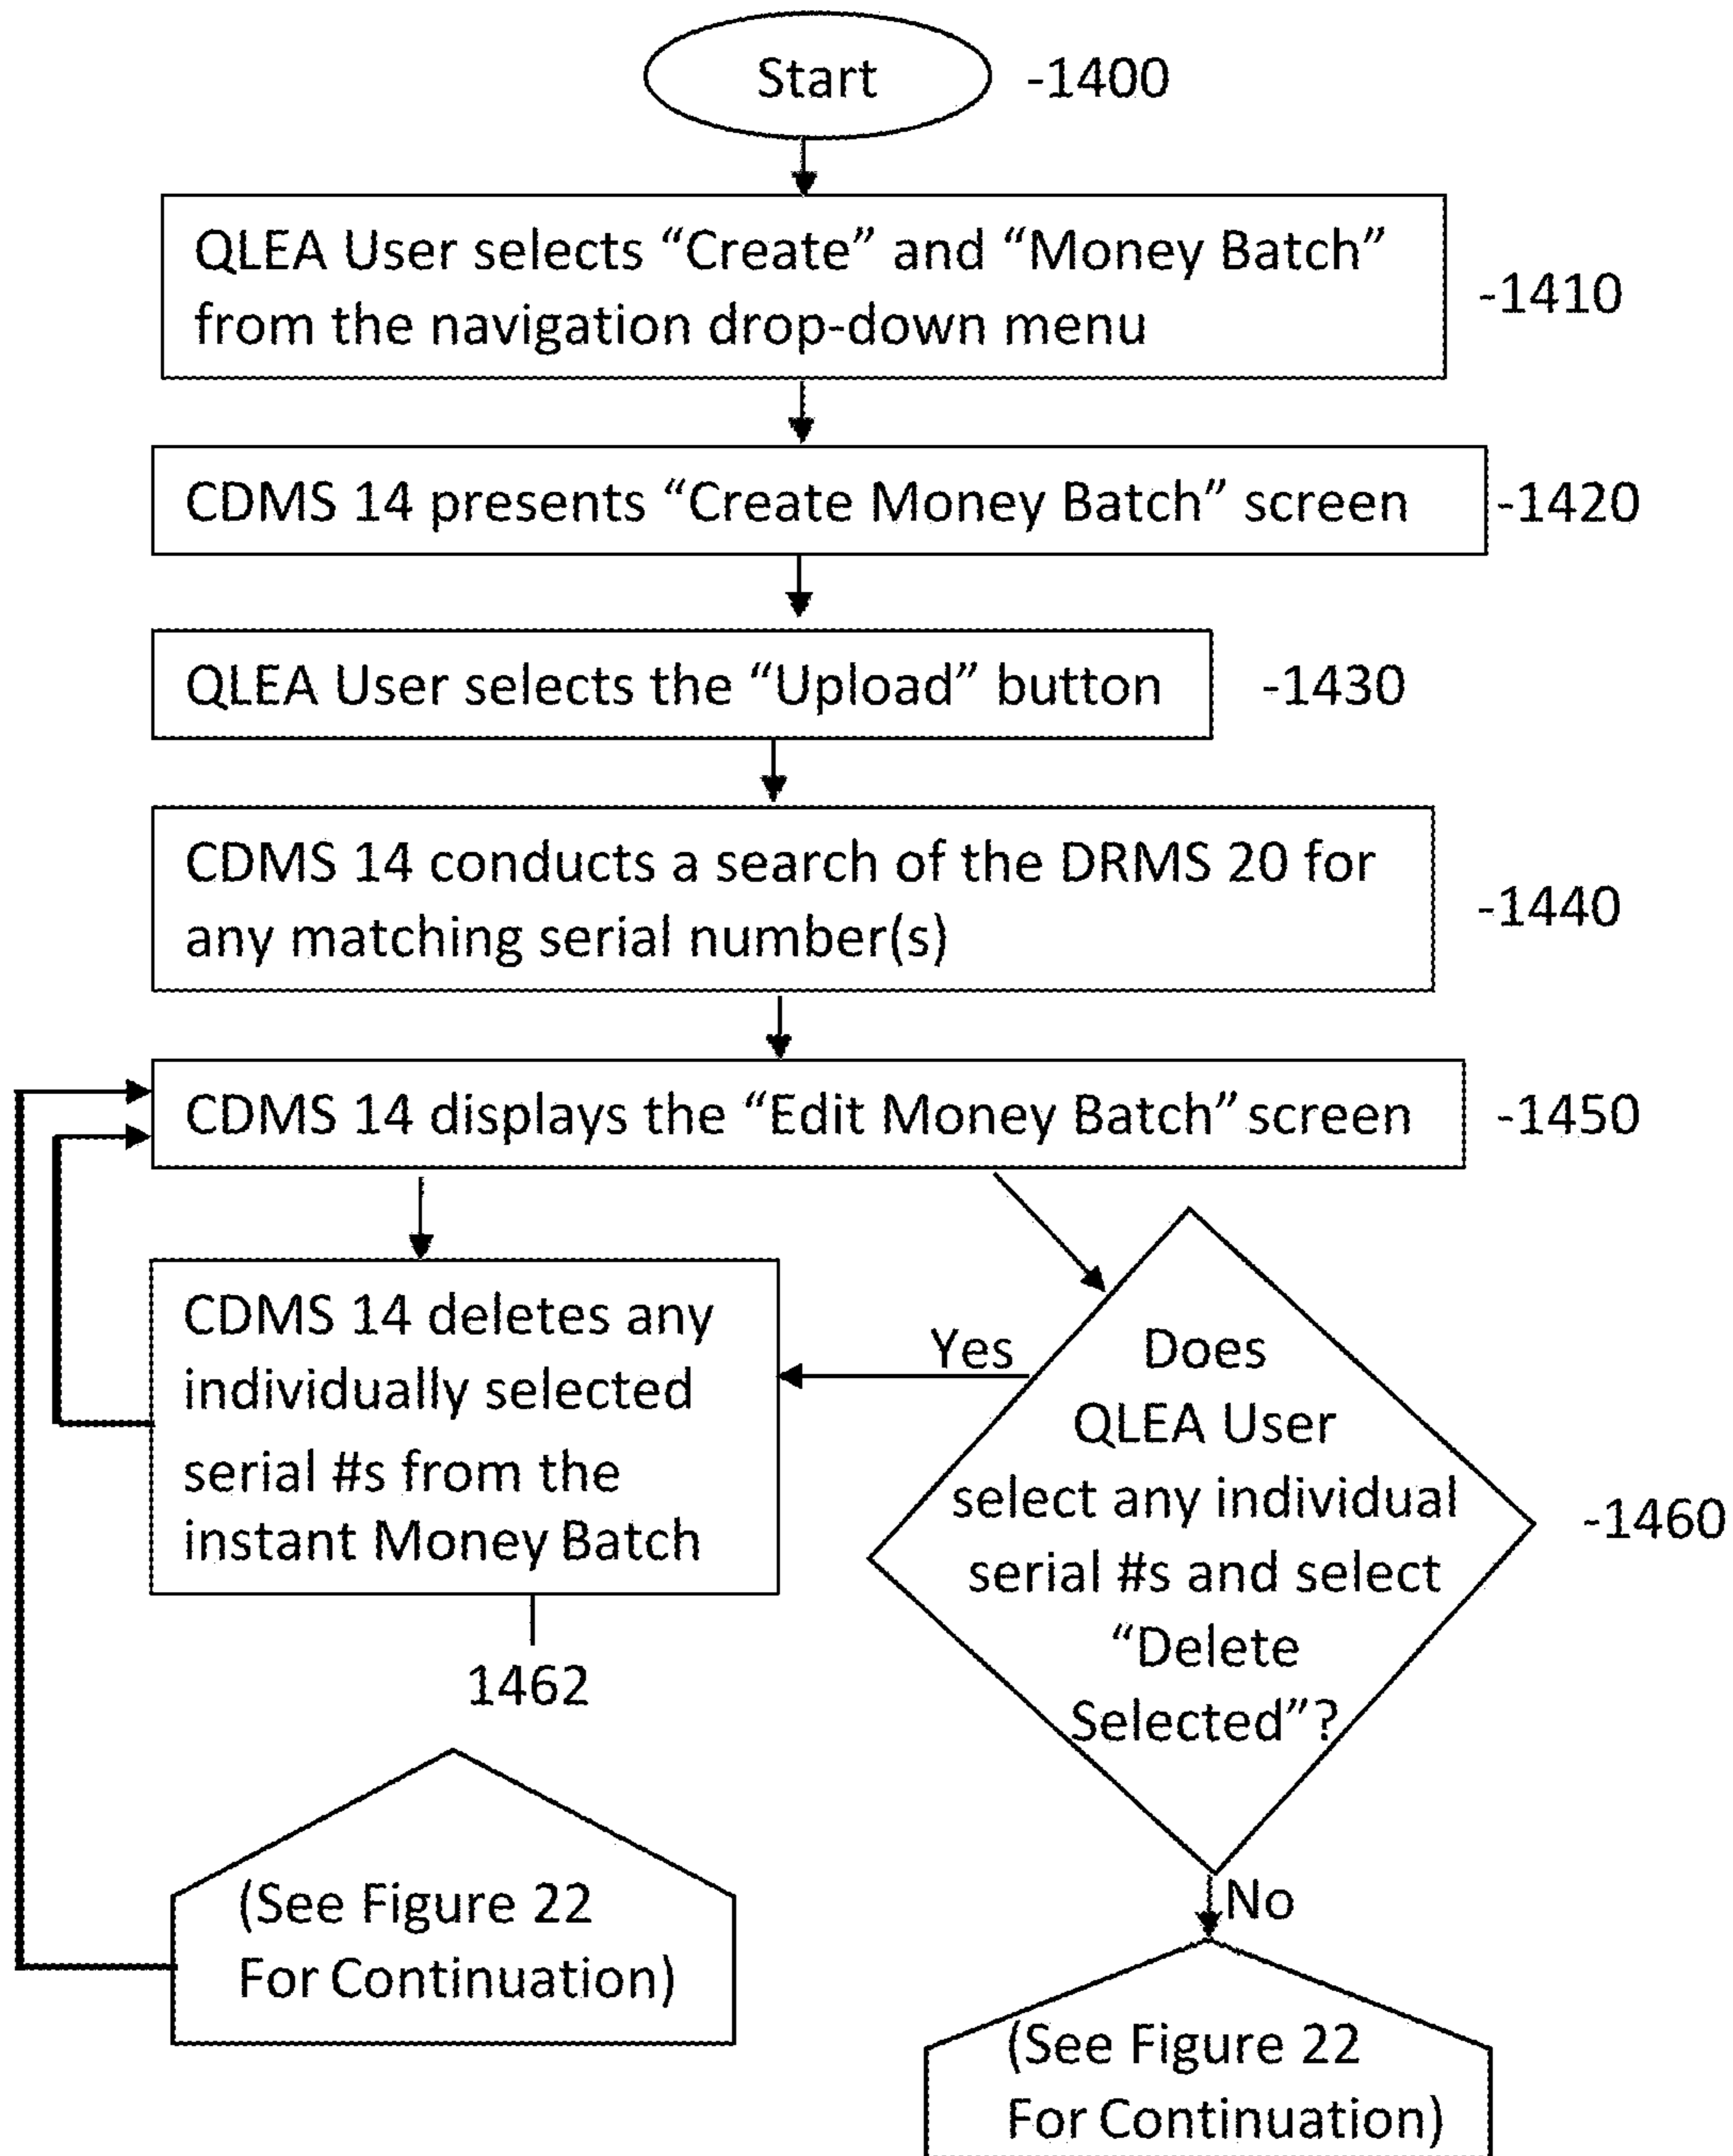 Start
-1400
QLEA User selects “Create” and “Money Batch”
from the navigation drop-down menu
-1410
CDMS 14 presents “Create Money Batch” screen
-1420
QLEA User selects the “Upload” button
-1430
CDMS 14 conducts a search of the DRMS 20 for
any matching serial number(s)
-1440
CDMS 14 displays the “Edit Money Batch” screen
-1450
CDMS 14 deletes any
individually selected
serial #s from the
instant Money Batch
1462
Yes
Does
QLEA User
select any individual
serial #s and select
“Delete
Selected”?
-1460
No
(See Figure 22
For Continuation)
(See Figure 22
For Continuation)